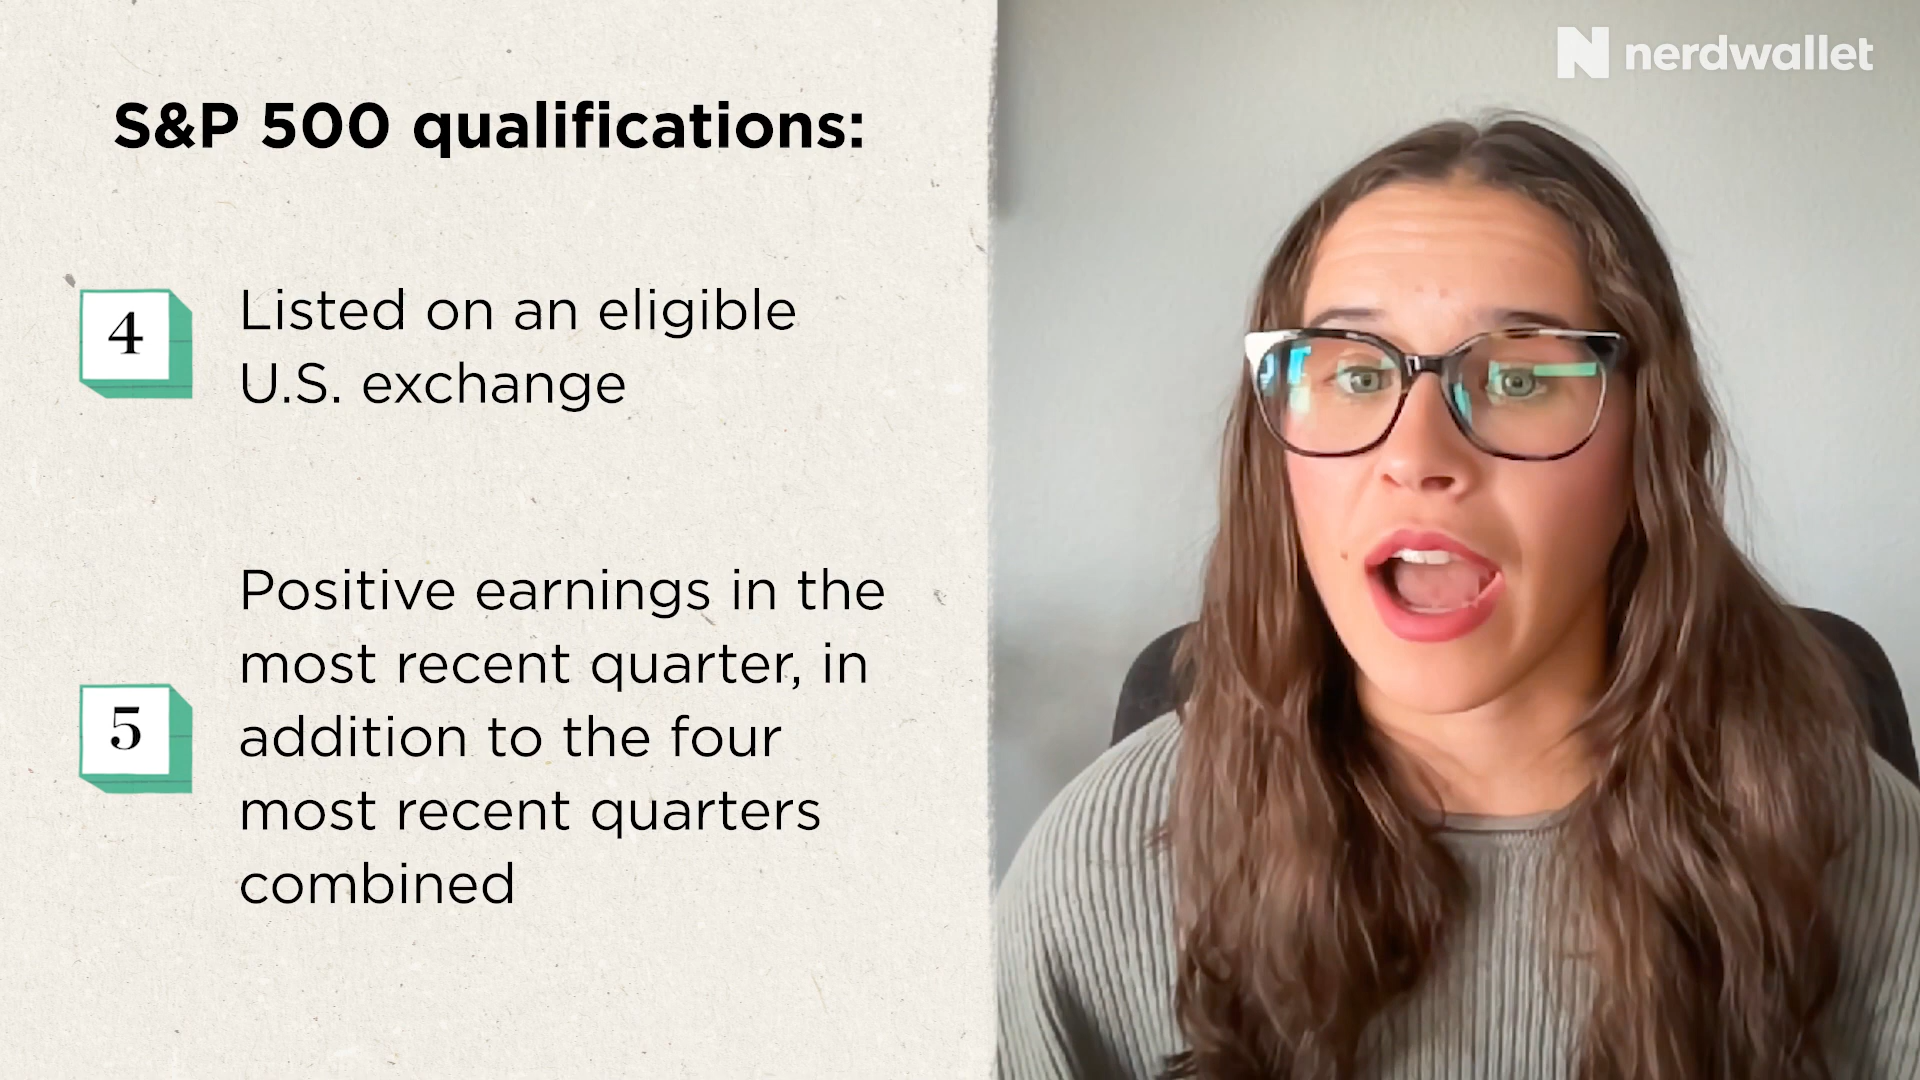 nerdwallet
S&P 500 qualifications:
4
Listed on an eligible
U.S. exchange
5
Positive earnings in the
most recent quarter, in
addition to the four
most recent quarters
combined